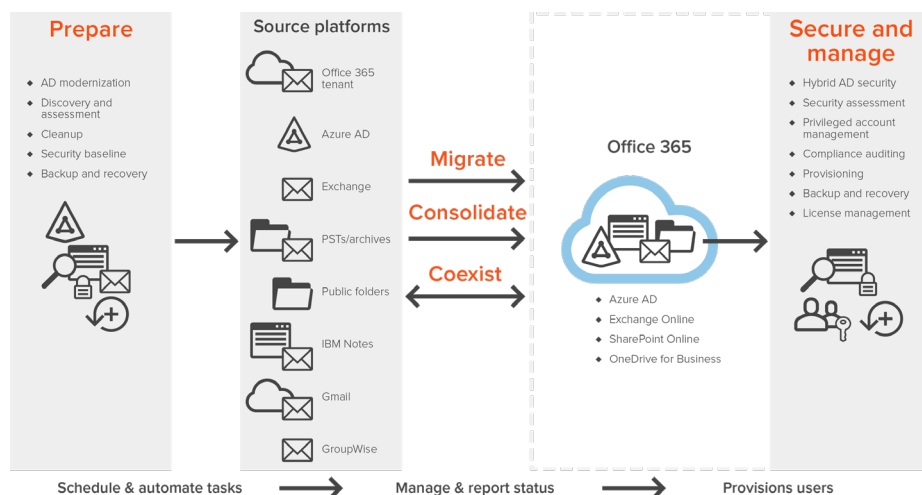 Prepare
AD modernization
Discovery and
assessment
Cleanup
Security baseline
Backup and recovery
Source platforms
Office 365
tenant
Azure AD
Exchange
PSTs/archives
Public folders
IBM Notes
Gmail
GroupWise
Migrate
Consolidate
Coexist
Office 365
Azure AD
Exchange Online
SharePoint Online
OneDrive for Business
Secure and
manage
Hybrid AD security
Security assessment
Privileged account
management
Compliance auditing
Provisioning
Backup and recovery
License management
Schedule & automate tasks
Manage & report status
Provisions users